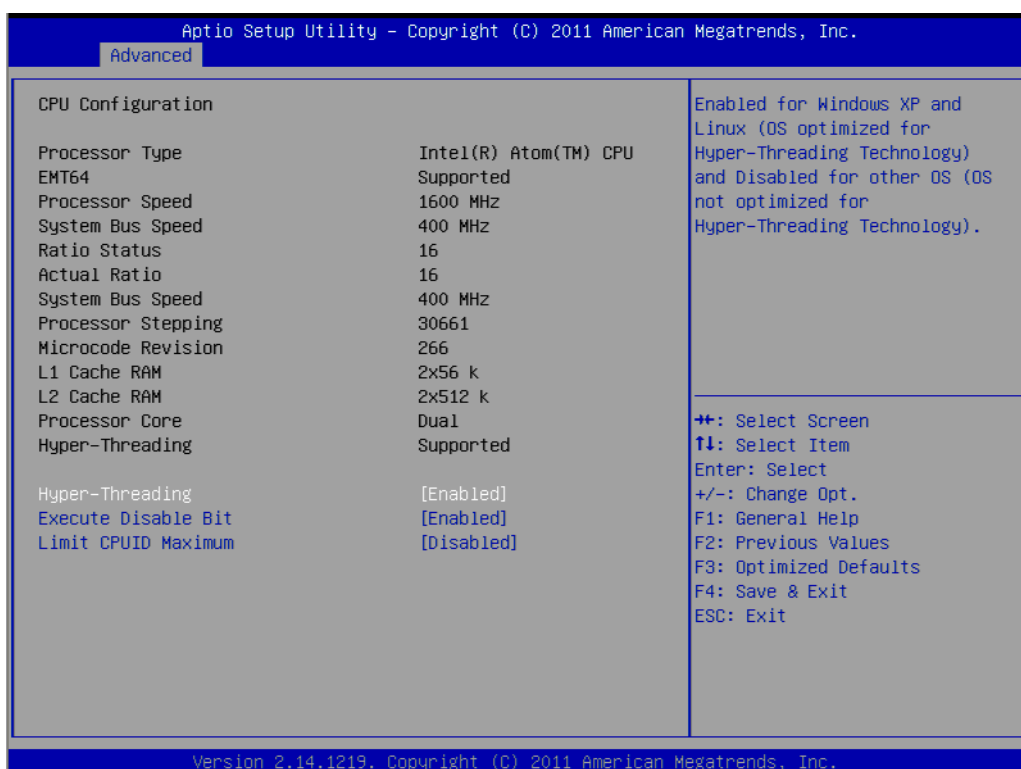 Aptio Setup Utility - Copyright (C) 2011 American Megatrends, Inc.
Advanced
CPU Configuration
Processor Type Intel(R) Atom(TM) CPU
EMT64 Supported
Processor Speed 1600 MHz
System Bus Speed 400 MHz
Ratio Status 16
Actual Ratio 16
System Bus Speed 400 MHz
Processor Stepping 30661
Microcode Revision 266
L1 Cache RAM 2x56 k
L2 Cache RAM 2x512 k
Processor Core Dual
Hyper-Threading Supported
Hyper-Threading [Enabled]
Execute Disable Bit [Enabled]
Limit CPUID Maximum [Disabled]
Enabled for Windows XP and
Linux (OS optimized for
Hyper-Threading Technology)
and Disabled for other OS (OS
not optimized for
Hyper-Threading Technology).
→←: Select Screen
↑↓: Select Item
Enter: Select
+/-: Change Opt.
F1: General Help
F2: Previous Values
F3: Optimized Defaults
F4: Save & Exit
ESC: Exit
Version 2.14.1219. Copyright (C) 2011 American Megatrends, Inc.